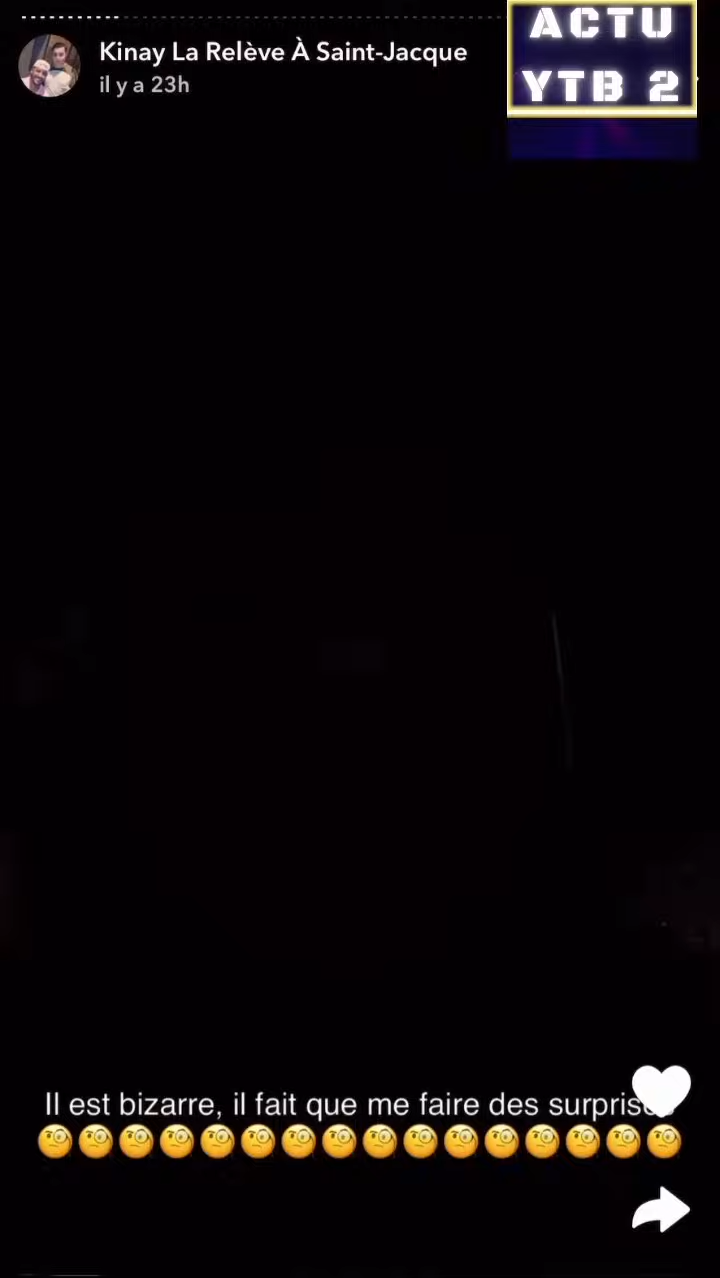 Kinay La Relève À Saint-Jacque
il y a 23h
ACTU
YTB 2
Il est bizarre, il fait que me faire des surprises
🧐🧐🧐🧐🧐🧐🧐🧐🧐🧐🧐🧐🧐🧐🧐🧐